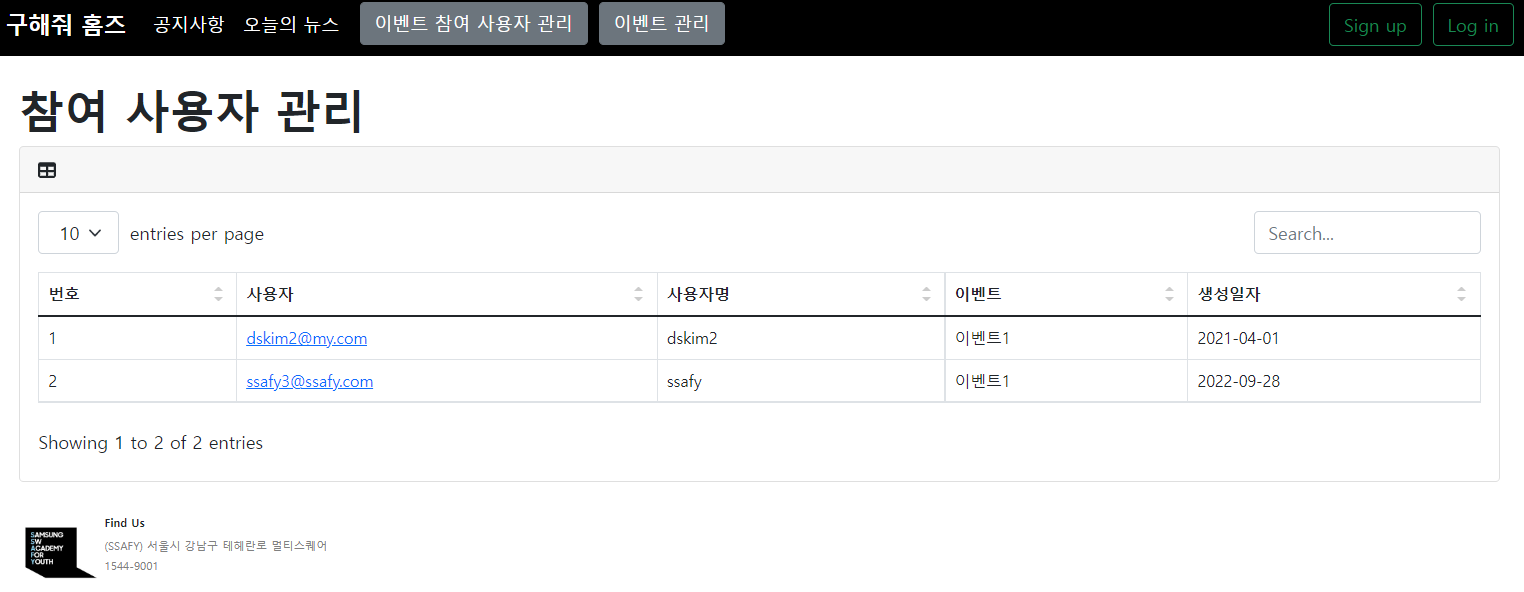 구해줘 홈즈 공지사항 오늘의 뉴스 이벤트 참여 사용자 관리 이벤트 관리 Sign up Log in
참여 사용자 관리
10 entries per page Search...
번호 사용자 사용자명 이벤트 생성일자
1 dskim2@my.com dskim2 이벤트1 2021-04-01
2 ssafy3@ssafy.com ssafy 이벤트1 2022-09-28
Showing 1 to 2 of 2 entries
SAMSUNG
SW
ACADEMY
FOR
YOUTH
Find Us
(SSAFY) 서울시 강남구 테헤란로 멀티스퀘어
1544-9001